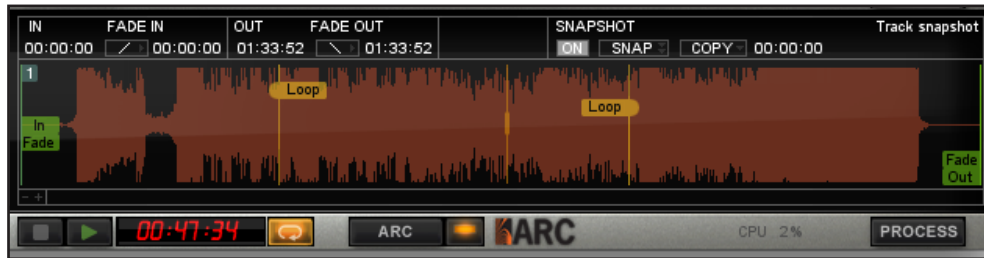 IN FADE IN OUT FADE OUT SNAPSHOT Track snapshot
00:00:00 00:00:00 01:33:52 01:33:52 ON SNAP COPY 00:00:00
1
Loop
Loop
In
Fade
Fade
Out
- +
00:47:34 ARC ARC CPU 2% PROCESS